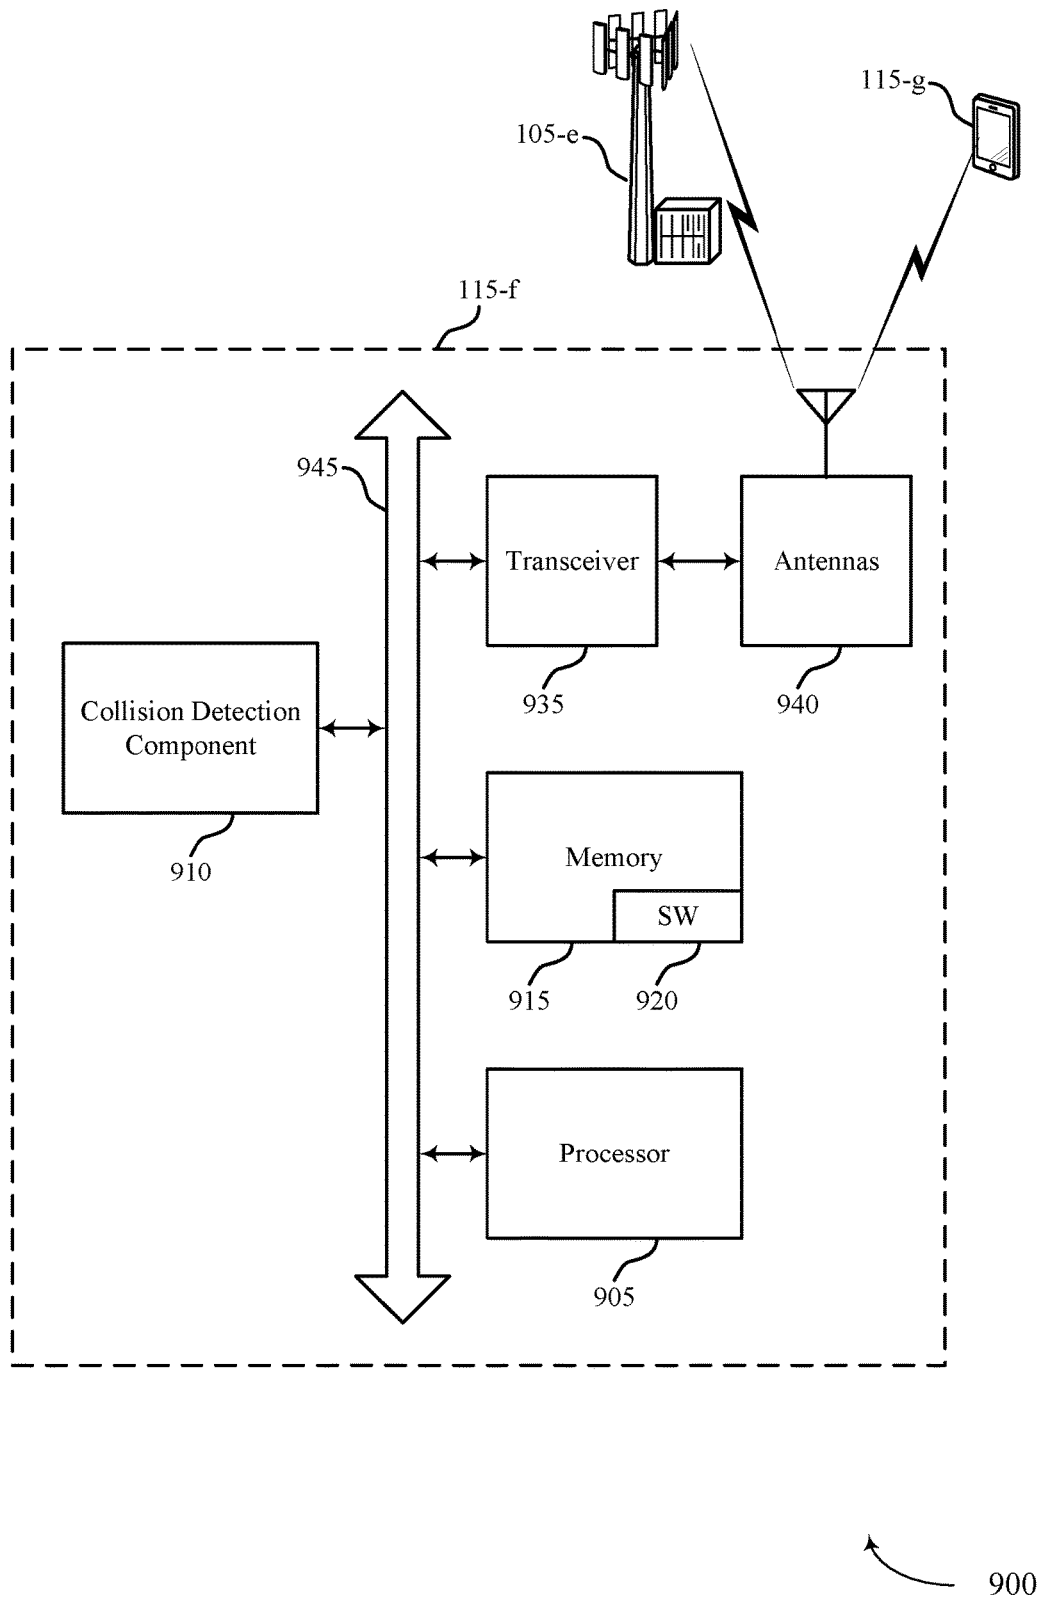 115-g
105-e
115-f
945
Transceiver
Antennas
935
940
Collision Detection
Component
910
Memory
SW
915
920
Processor
905
900